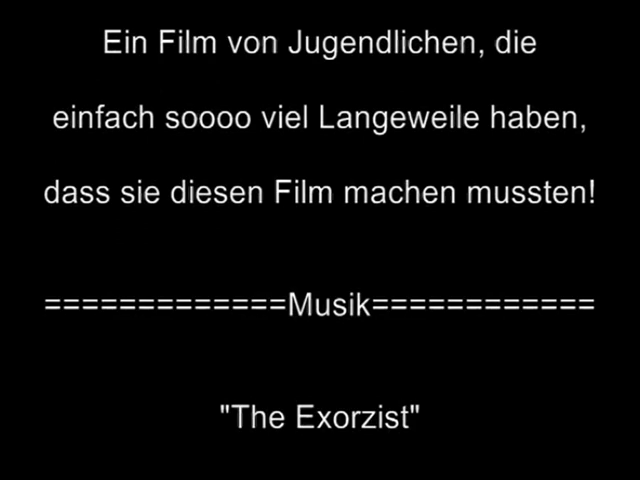 Ein Film von Jugendlichen, die
einfach soooo viel Langeweile haben,
dass sie diesen Film machen mussten!
=============Musik============
"The Exorzist"